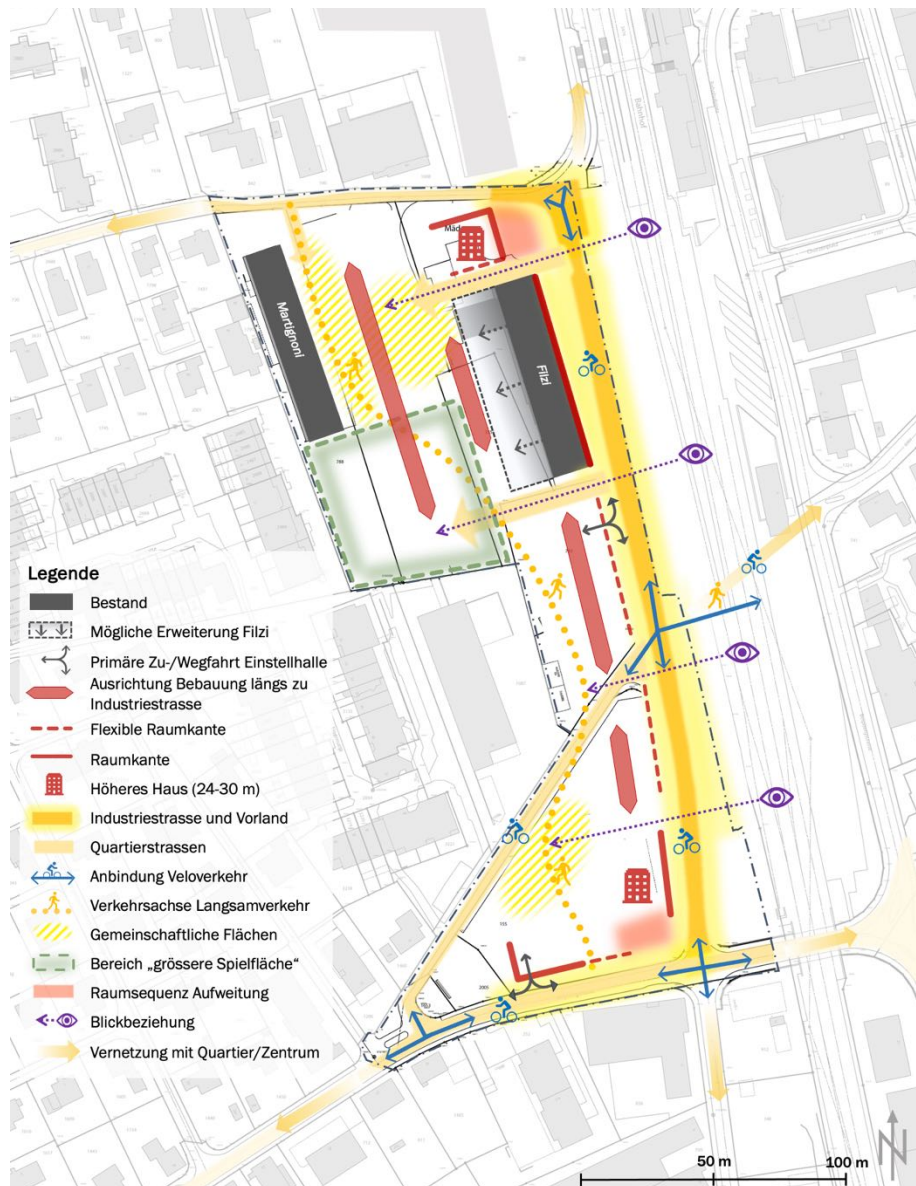 Bahnhof
Martignoni
Filzi
Legende
Bestand
Mögliche Erweiterung Filzi
Primäre Zu-/Wegfahrt Einstellhalle
Ausrichtung Bebauung längs zu
Industriestrasse
Flexible Raumkante
Raumkante
Höheres Haus (24-30 m)
Industriestrasse und Vorland
Quartierstrassen
Anbindung Veloverkehr
Verkehrsachse Langsamverkehr
Gemeinschaftliche Flächen
Bereich „grössere Spielfläche“
Raumsequenz Aufweitung
Blickbeziehung
Vernetzung mit Quartier/Zentrum
50 m
100 m
N